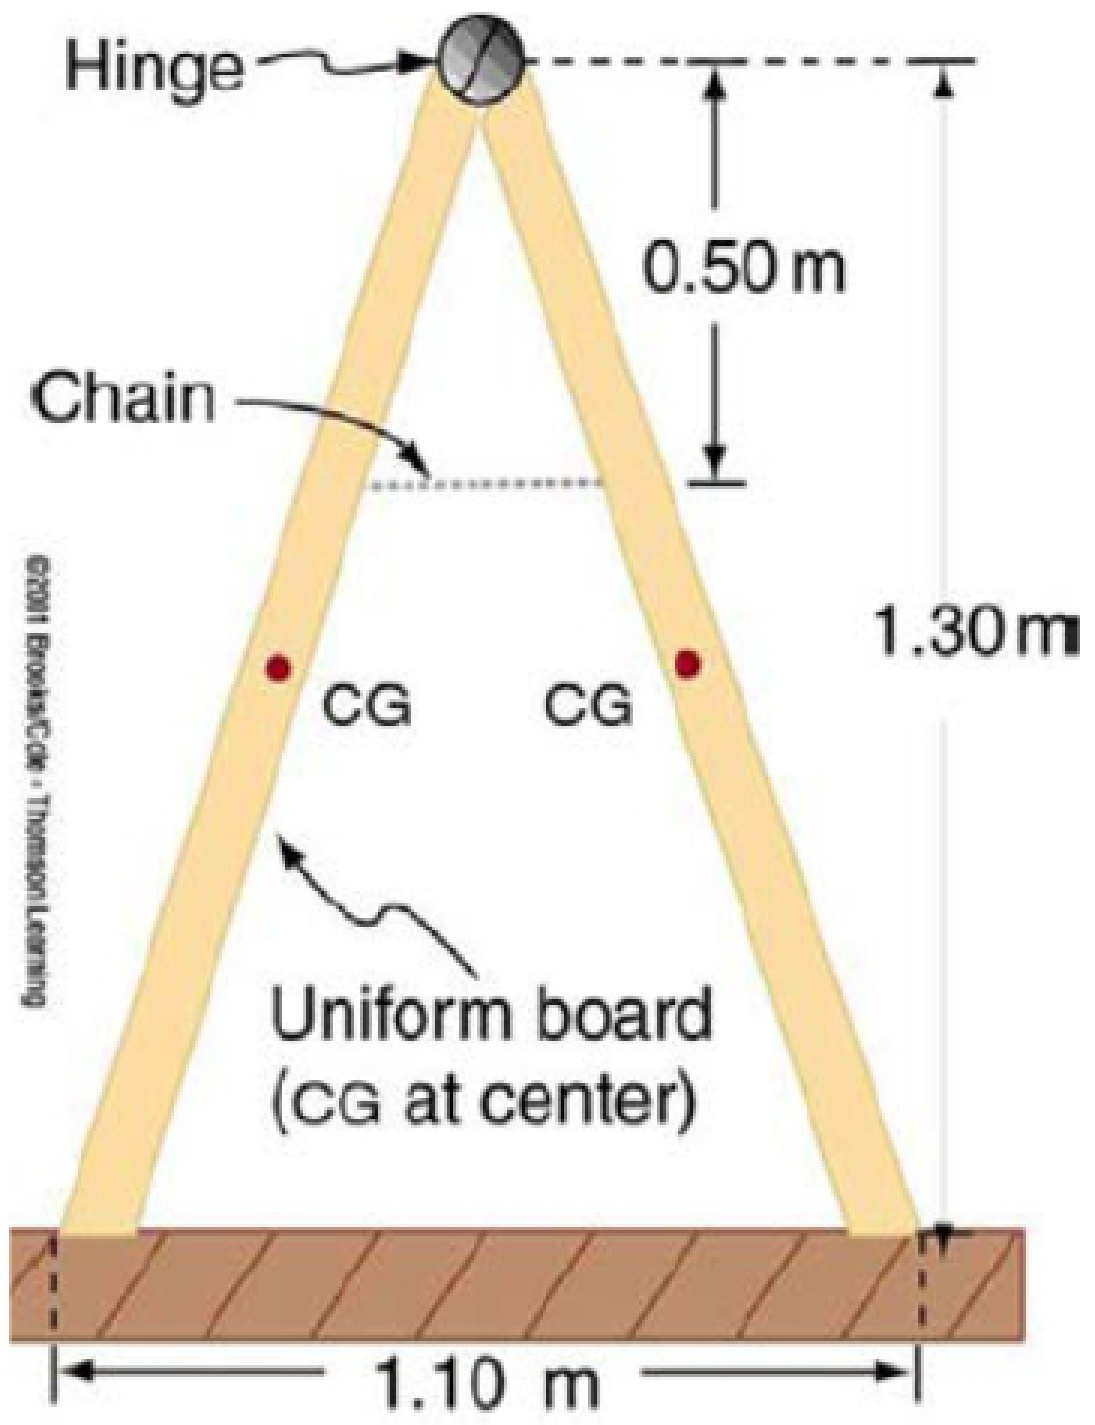 Hinge
0.50 m
Chain
1.30 m
CG
CG
©2001 Brooks/Cole - Thomson Learning
Uniform board
(CG at center)
1.10 m